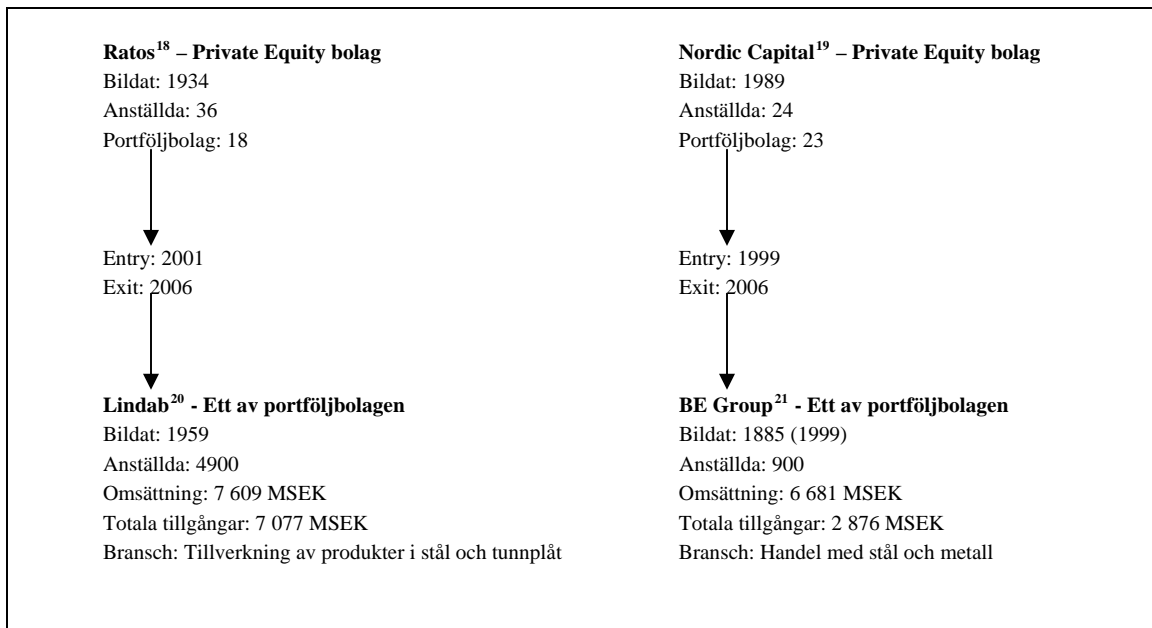 Ratos18 – Private Equity bolag
Bildat: 1934
Anställda: 36
Portföljbolag: 18
Entry: 2001
Exit: 2006
Lindab20 - Ett av portföljbolagen
Bildat: 1959
Anställda: 4900
Omsättning: 7 609 MSEK
Totala tillgångar: 7 077 MSEK
Bransch: Tillverkning av produkter i stål och tunnplåt
Nordic Capital19 – Private Equity bolag
Bildat: 1989
Anställda: 24
Portföljbolag: 23
Entry: 1999
Exit: 2006
BE Group21 - Ett av portföljbolagen
Bildat: 1885 (1999)
Anställda: 900
Omsättning: 6 681 MSEK
Totala tillgångar: 2 876 MSEK
Bransch: Handel med stål och metall